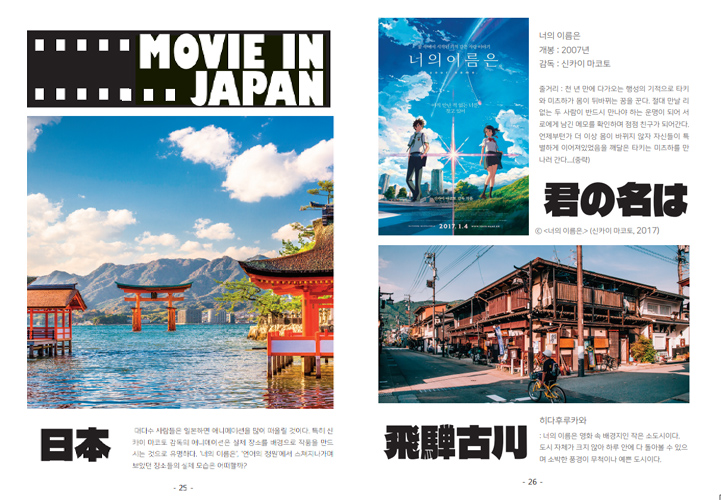 MOVIE IN
JAPAN
日本
대다수 사람들은 일본하면 애니메이션을 많이 떠올릴 것이다. 특히 신
카이 마코토 감독의 애니메이션은 실제 장소를 배경으로 작품을 만드
시는 것으로 유명하다. '너의 이름은', '언어의 정원'에서 스쳐지나가며
보았던 장소들의 실제 모습은 어떠할까?
- 25 -
너의 이름은
2017.1.4
너의 이름은
개봉 : 2007년
감독 : 신카이 마코토
줄거리 : 천 년 만에 다가오는 행성의 기적으로 타키
와 미즈하가 몸이 뒤바뀌는 꿈을 꾼다. 절대 만날 리
없는 두 사람이 반드시 만나야 하는 운명이 되어 서
로에게 남긴 메모를 확인하며 점점 친구가 되어간다.
언제부턴가 더 이상 몸이 바뀌지 않자 자신들이 특
별하게 이어져있었음을 깨달은 타키는 미즈하를 만
나러 간다...(중략)
君の名は
© <너의 이름은.> (신카이 마코토, 2017)
飛騨古川
히다후루카와
: 너의 이름은 영화 속 배경지인 작은 소도시이다.
도시 자체가 크지 않아 하루 안에 다 돌아볼 수 있으
며 소박한 풍경이 무척이나 예쁜 도시이다.
- 26 -